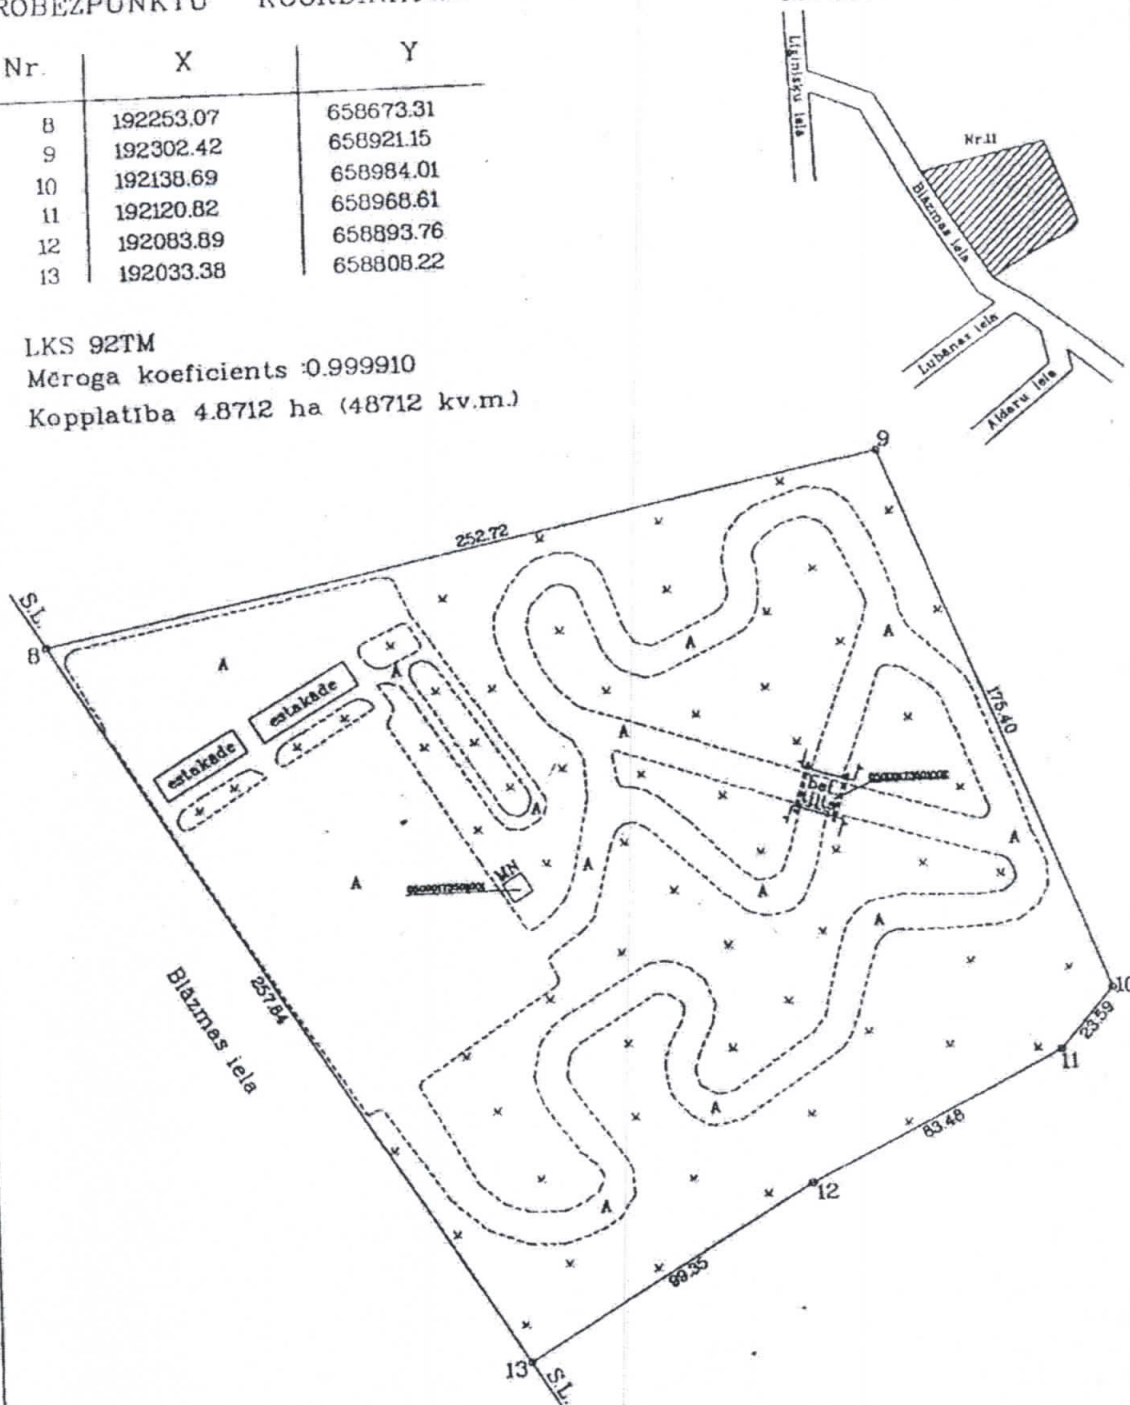 Nr. X Y
8 192253.07 658673.31
9 192302.42 658921.15
10 192138.69 658984.01
11 192120.82 658968.61
12 192083.89 658893.76
13 192033.38 658808.22
LKS 92TM
Mēroga koeficients :0.999910
Kopplatība 4.8712 ha (48712 kv.m.)
Nr.11
Blāzmas iela
Lubānas iela
Aldaru iela
9
252.72
S.L.
8
A
A
estakāde
A
A
175.40
estakāde
A
bet.
A
A
A
MN
A
A
A
10
257.84
23.59
Blāzmas iela
11
A
83.48
12
A
99.35
13
S.L.